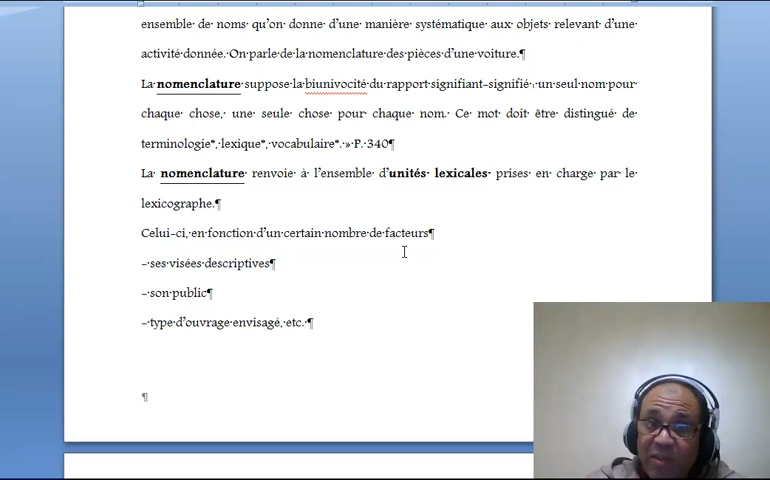 ensemble de noms qu'on donne d'une manière systématique aux objets relevant d'une
activité donnée. On parle de la nomenclature des pièces d'une voiture.¶
La nomenclature suppose la biunivocité du rapport signifiant-signifié : un seul nom pour
chaque chose, une seule chose pour chaque nom. Ce mot doit être distingué de
terminologie*, lexique*, vocabulaire*. » P. 340¶
La nomenclature renvoie à l'ensemble d'unités lexicales prises en charge par le
lexicographe.¶
Celui-ci, en fonction d'un certain nombre de facteurs¶
- ses visées descriptives¶
- son public¶
- type d'ouvrage envisagé, etc. ¶
¶